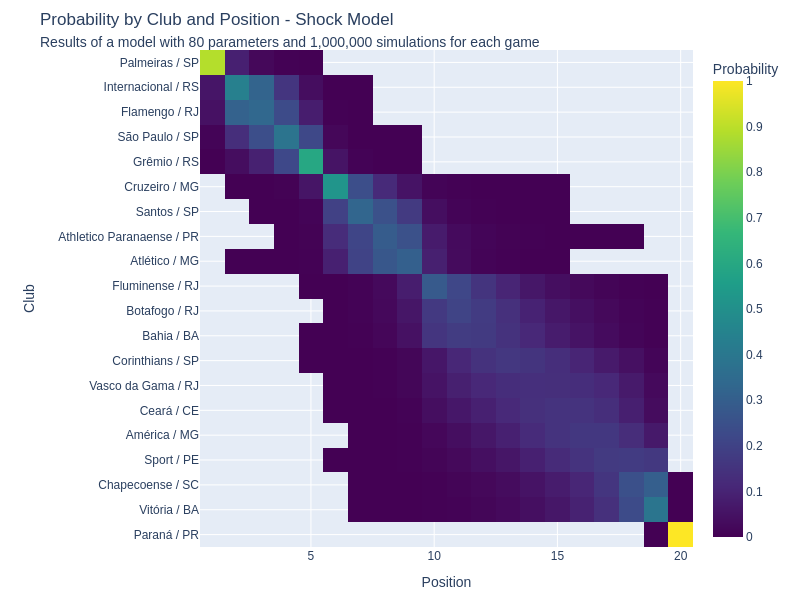 Probability by Club and Position - Shock Model
Results of a model with 80 parameters and 1,000,000 simulations for each game
Probability
Palmeiras / SP
Internacional / RS
Flamengo / RJ
São Paulo / SP
Grêmio / RS
Cruzeiro / MG
Santos / SP
Athletico Paranaense / PR
Atlético / MG
Fluminense / RJ
Botafogo / RJ
Bahia / BA
Corinthians / SP
Vasco da Gama / RJ
Ceará / CE
América / MG
Sport / PE
Chapecoense / SC
Vitória / BA
Paraná / PR
Club
5
10
15
20
Position
1
0.9
0.8
0.7
0.6
0.5
0.4
0.3
0.2
0.1
0